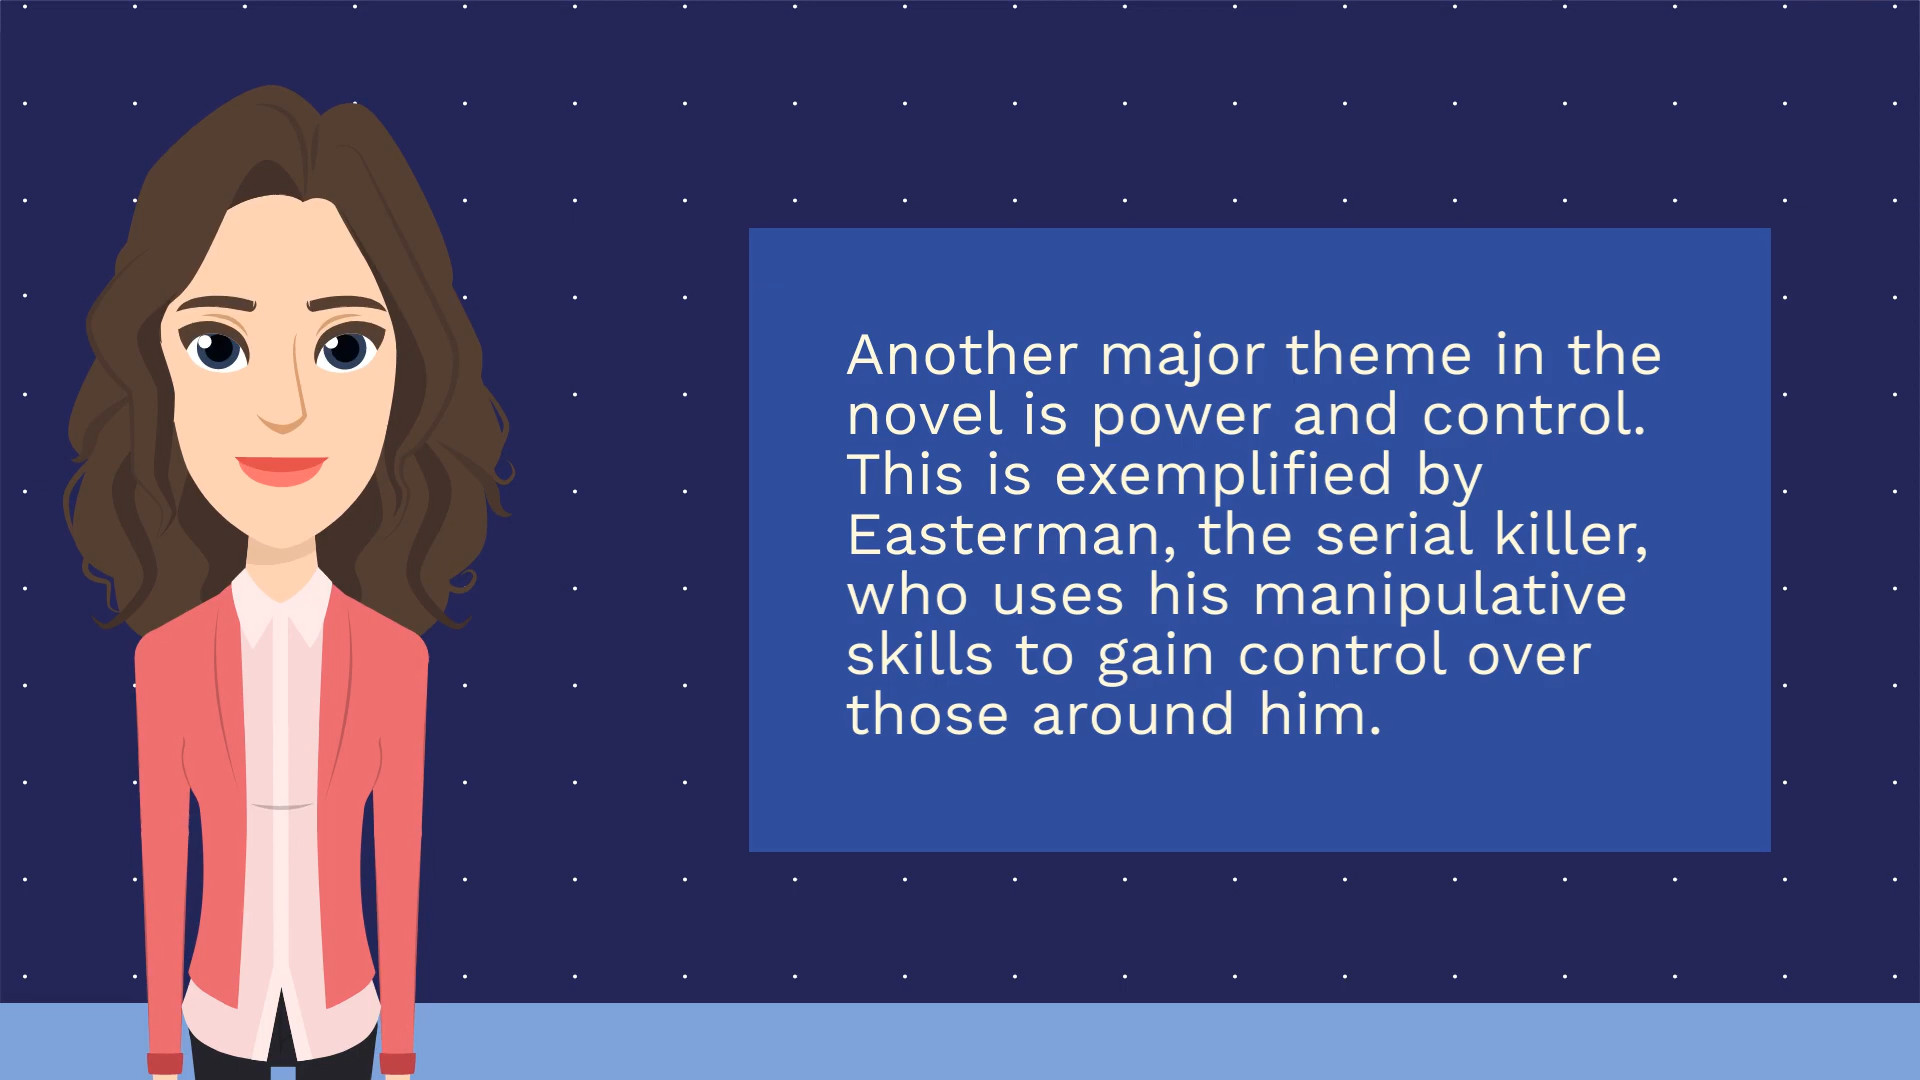 Another major theme in the
novel is power and control.
This is exemplified by
Easterman, the serial killer,
who uses his manipulative
skills to gain control over
those around him.